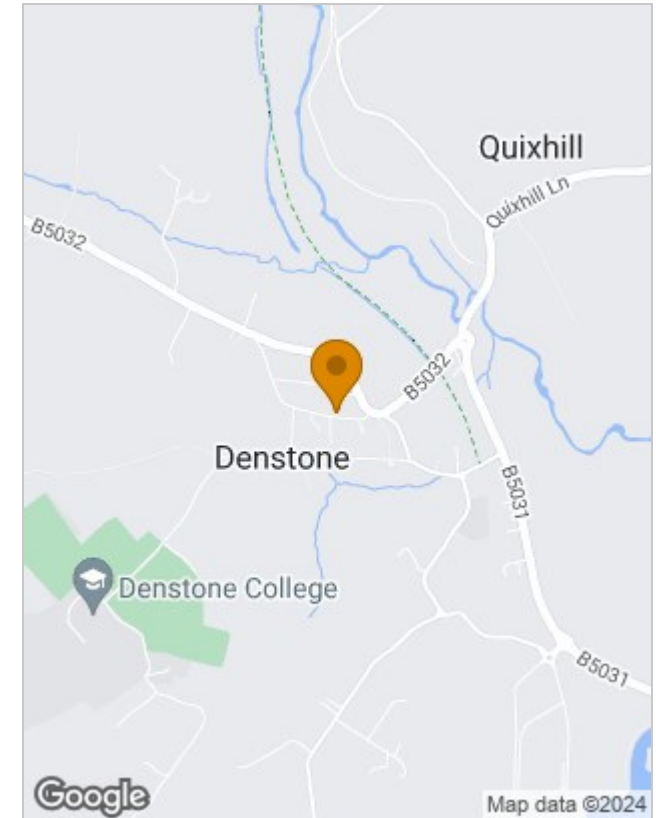 Quixhill
Quixhill Ln
B5032
B5032
Denstone
B5031
Denstone College
B5031
Google
Map data ©2024